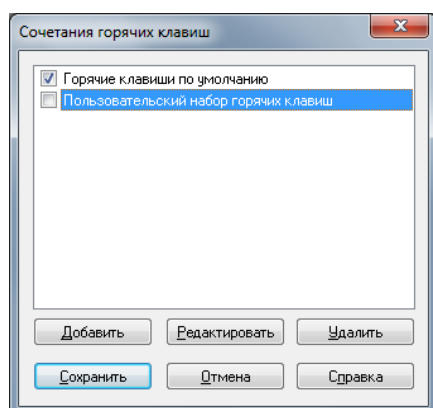 Сочетания горячих клавиш
Горячие клавиши по умолчанию
Пользовательский набор горячих клавиш
Добавить Редактировать Удалить
Сохранить Отмена Справка